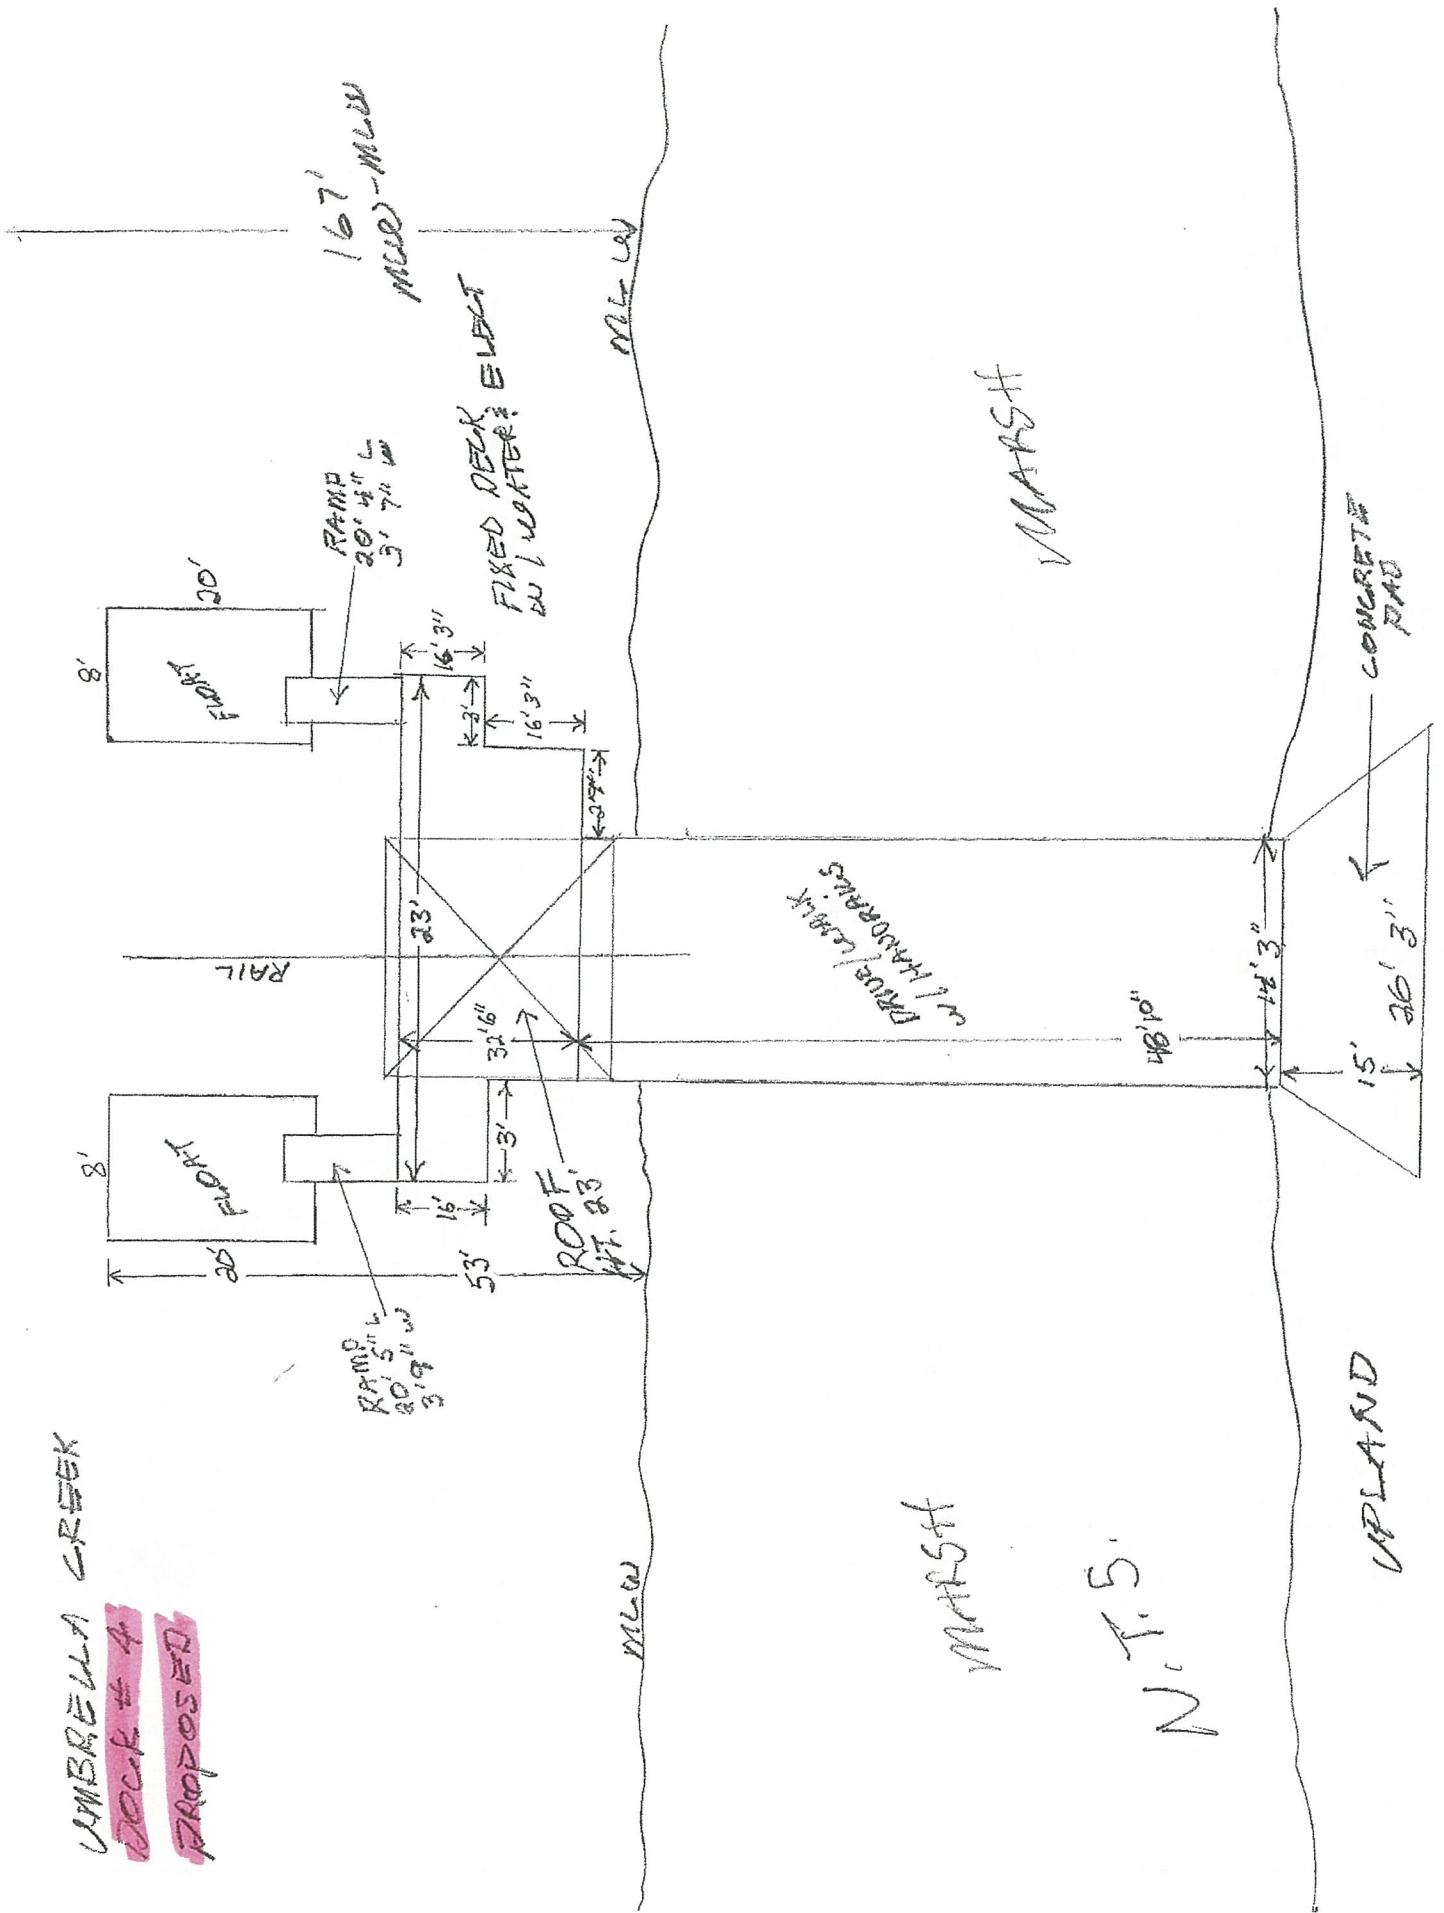 UMBRELLA CREEK
DOCK # 4
PROPOSED
8'
FLOAT
20'
8'
FLOAT
20'
RAIL
RAMP
20' 5" L
3' 9" W
RAMP
20' 4" L
3' 7" W
167'
MLW-MLW
53'
16'
3'
23'
32'6"
16'3"
3'
16'3"
FIXED DECK
W/ WATER & ELECT
ROOF
HT. 23'
MLW
MLW
MARSH
MARSH
DRIVE/WALK
W/ HANDRAILS
48'10"
14' 3"
15'
26' 3"
CONCRETE
PAD
N.T.S.
UPLAND